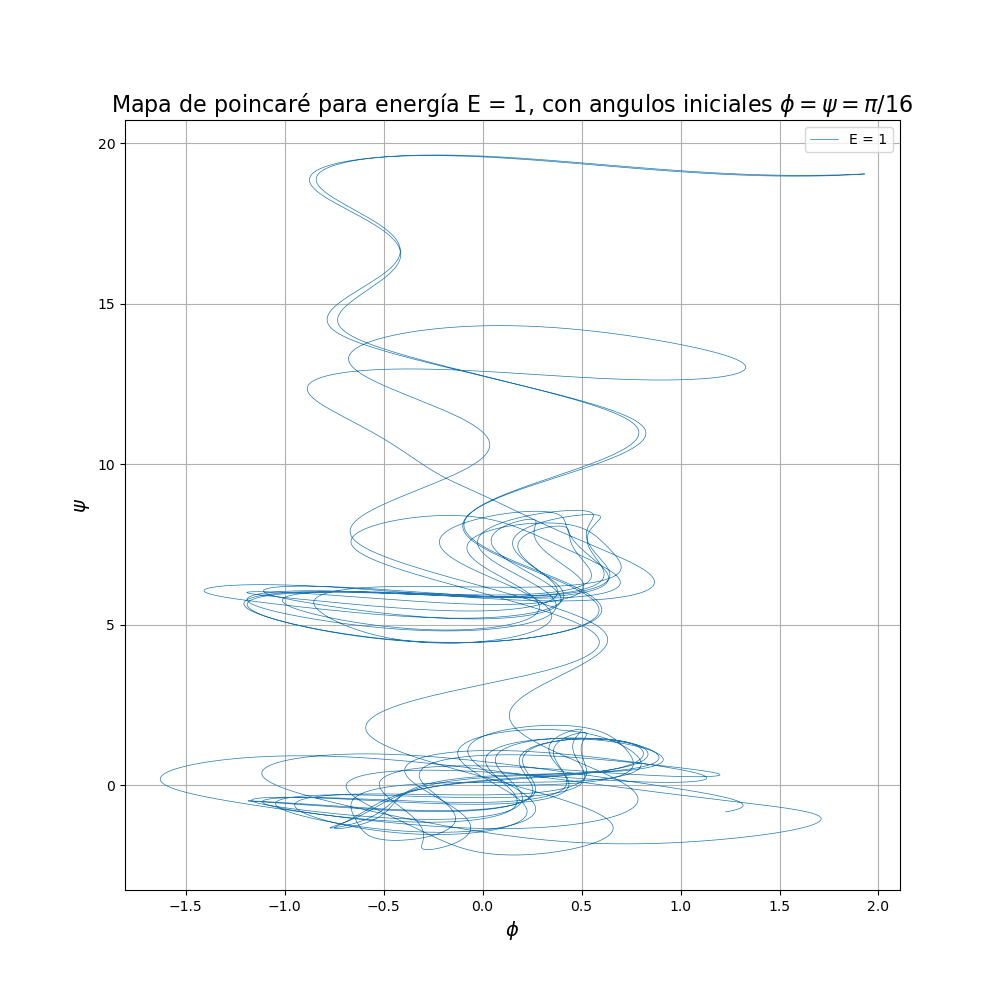 Mapa de poincaré para energía E = 1, con angulos iniciales ϕ = ψ = π/16
E = 1
20
15
10
5
0
ψ
−1.5 −1.0 −0.5 0.0 0.5 1.0 1.5 2.0
ϕ